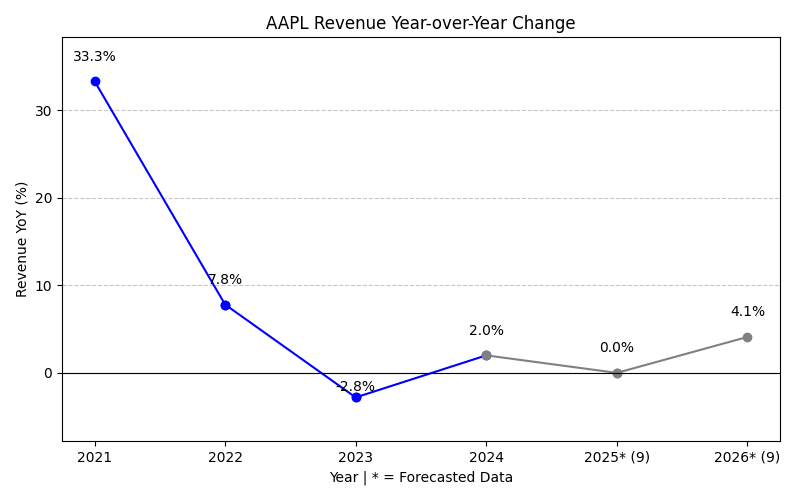 AAPL Revenue Year-over-Year Change
33.3%
7.8%
-2.8%
2.0%
0.0%
4.1%
30
20
10
0
Revenue YoY (%)
2021 2022 2023 2024 2025* (9) 2026* (9)
Year | * = Forecasted Data